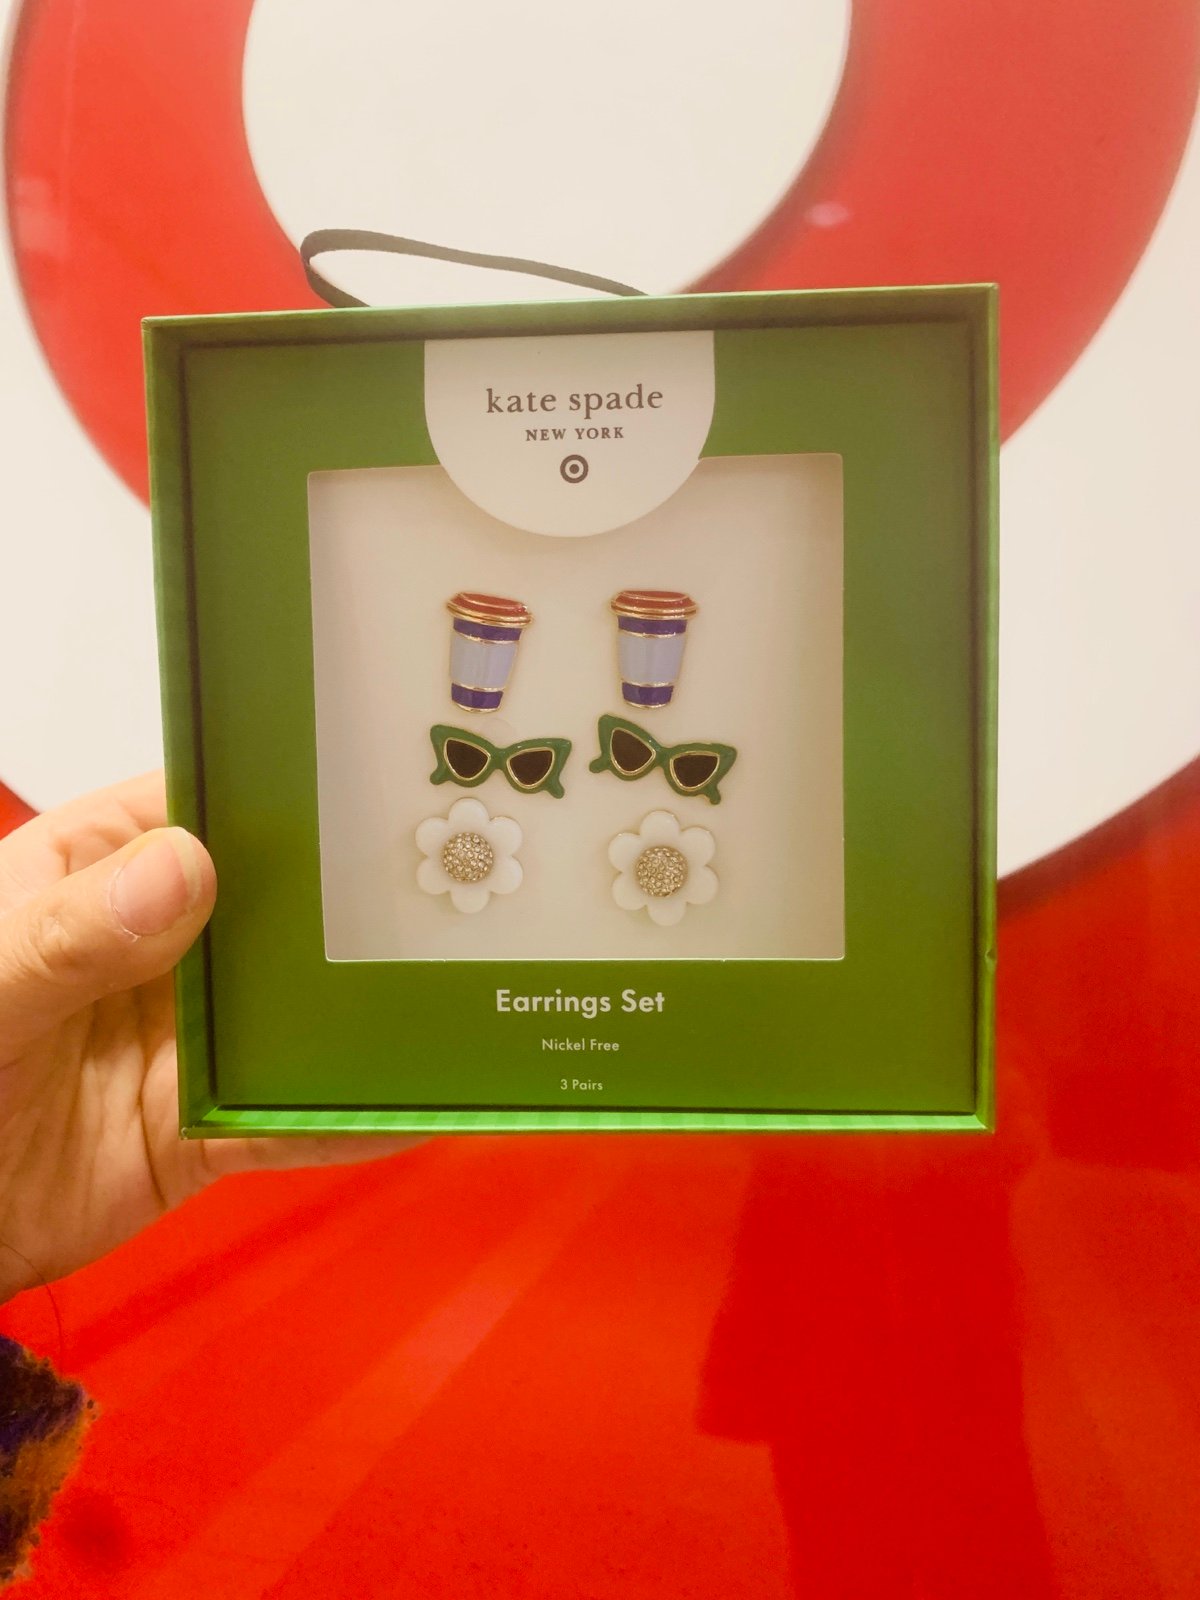 kate spade
NEW YORK
Earrings Set
Nickel Free
3 Pairs